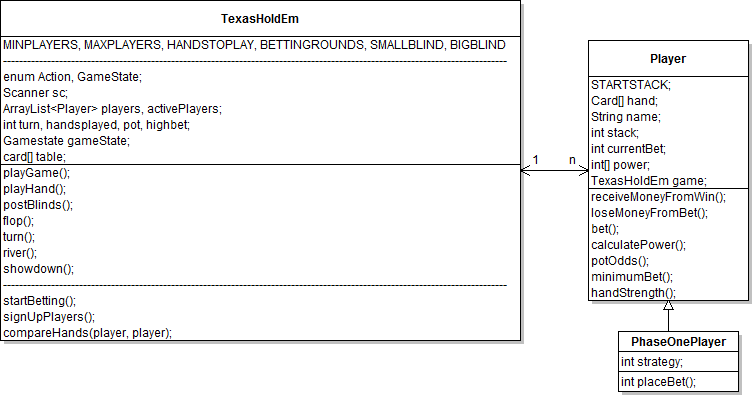 TexasHoldEm
MINPLAYERS, MAXPLAYERS, HANDSTOPLAY, BETTINGROUNDS, SMALLBLIND, BIGBLIND
enum Action, GameState;
Scanner sc;
ArrayList<Player> players, activePlayers;
int turn, handsplayed, pot, highbet;
Gamestate gameState;
card[] table;
playGame();
playHand();
postBlinds();
flop();
turn();
river();
showdown();
startBetting();
signUpPlayers();
compareHands(player, player);
1
n
Player
STARTSTACK;
Card[] hand;
String name;
int stack;
int currentBet;
int[] power;
TexasHoldEm game;
receiveMoneyFromWin();
loseMoneyFromBet();
bet();
calculatePower();
potOdds();
minimumBet();
handStrength();
PhaseOnePlayer
int strategy;
int placeBet();